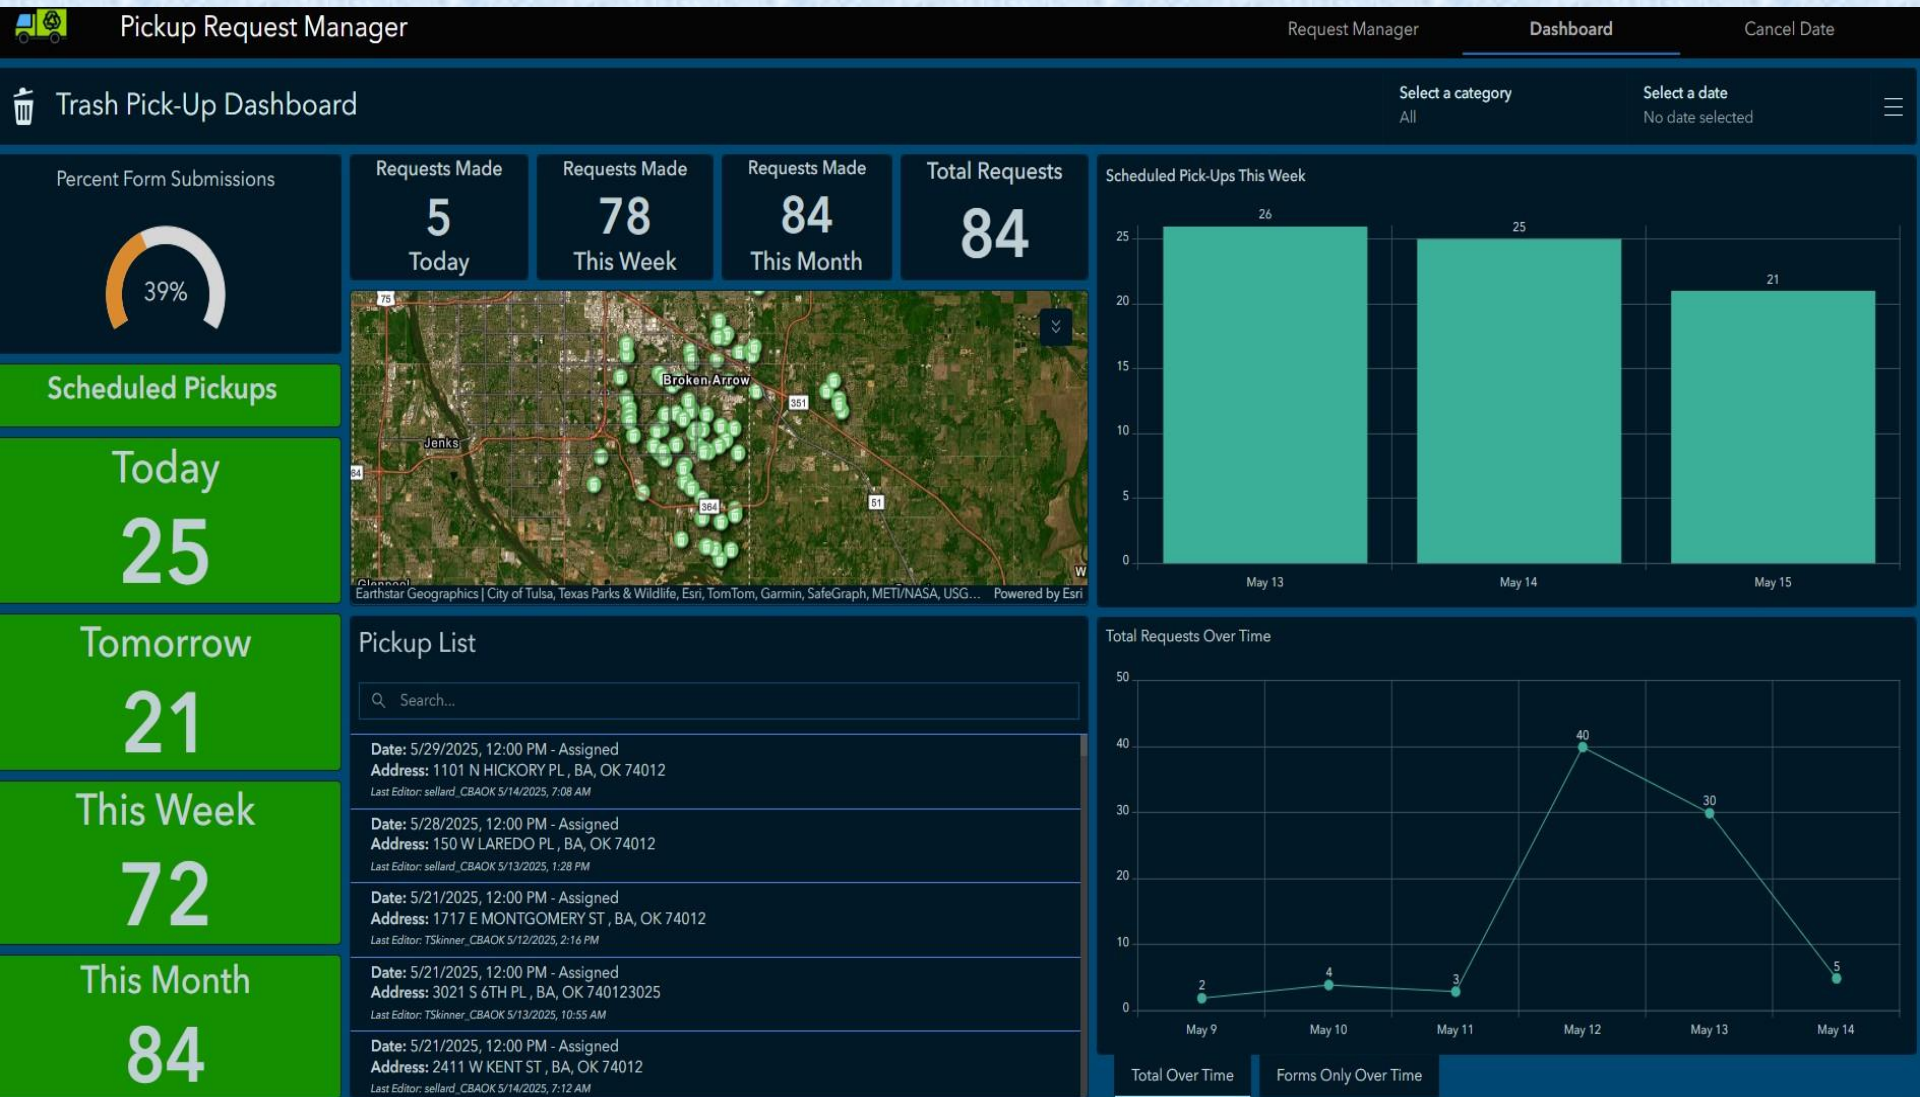 Pickup Request Manager
Request Manager
Dashboard
Cancel Date
Trash Pick-Up Dashboard
Select a category
All
Select a date
No date selected
Percent Form Submissions
39%
Scheduled Pickups
Today
25
Tomorrow
21
This Week
72
This Month
84
Requests Made
5
Today
Requests Made
78
This Week
Requests Made
84
This Month
Total Requests
84
75
Broken Arrow
351
Jenks
64
364
51
Glenpool
W
Earthstar Geographics | City of Tulsa, Texas Parks & Wildlife, Esri, TomTom, Garmin, SafeGraph, METI/NASA, USG...
Powered by Esri
Pickup List
Search...
Date: 5/29/2025, 12:00 PM - Assigned
Address: 1101 N HICKORY PL , BA, OK 74012
Last Editor: sellard_CBAOK 5/14/2025, 7:08 AM
Date: 5/28/2025, 12:00 PM - Assigned
Address: 150 W LAREDO PL , BA, OK 74012
Last Editor: sellard_CBAOK 5/13/2025, 1:28 PM
Date: 5/21/2025, 12:00 PM - Assigned
Address: 1717 E MONTGOMERY ST , BA, OK 74012
Last Editor: TSkinner_CBAOK 5/12/2025, 2:16 PM
Date: 5/21/2025, 12:00 PM - Assigned
Address: 3021 S 6TH PL , BA, OK 740123025
Last Editor: TSkinner_CBAOK 5/13/2025, 10:55 AM
Date: 5/21/2025, 12:00 PM - Assigned
Address: 2411 W KENT ST , BA, OK 74012
Last Editor: sellard_CBAOK 5/14/2025, 7:12 AM
Scheduled Pick-Ups This Week
26
25
21
25
20
15
10
5
0
May 13
May 14
May 15
Total Requests Over Time
50
40
30
20
10
0
2
4
3
40
30
5
May 9
May 10
May 11
May 12
May 13
May 14
Total Over Time
Forms Only Over Time